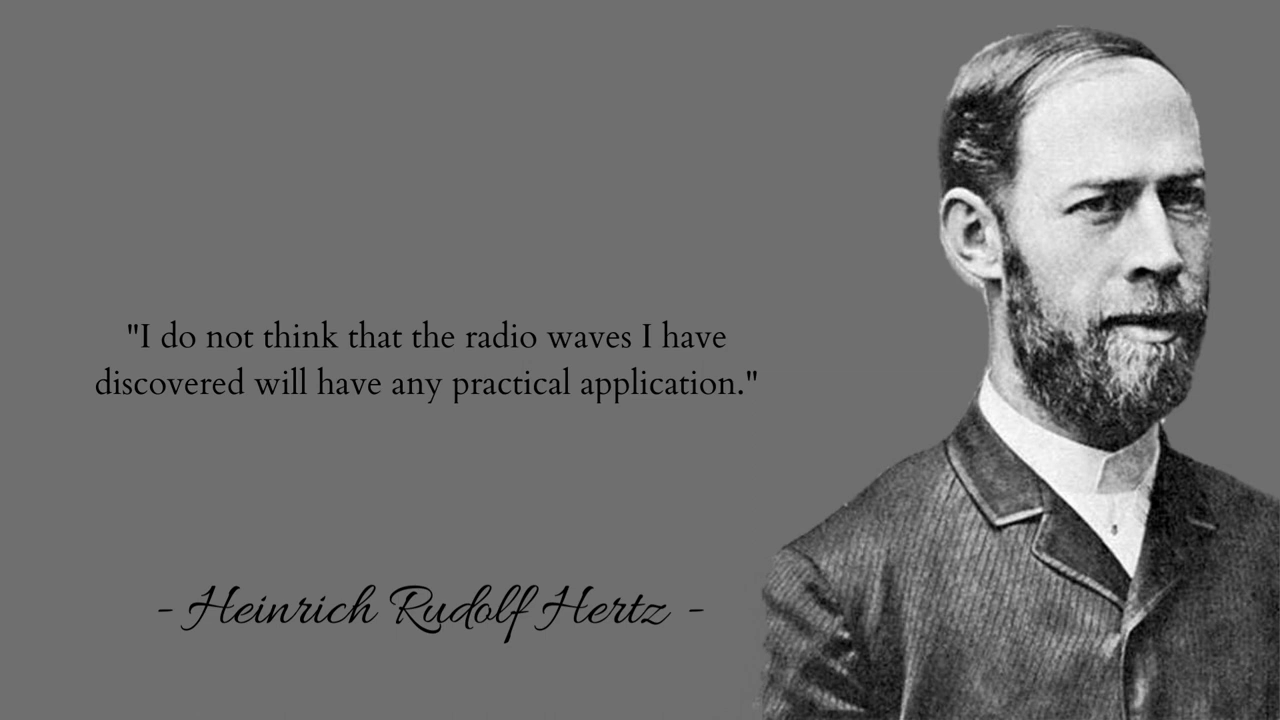 "I do not think that the radio waves I have
discovered will have any practical application."
- Heinrich Rudolf Hertz -